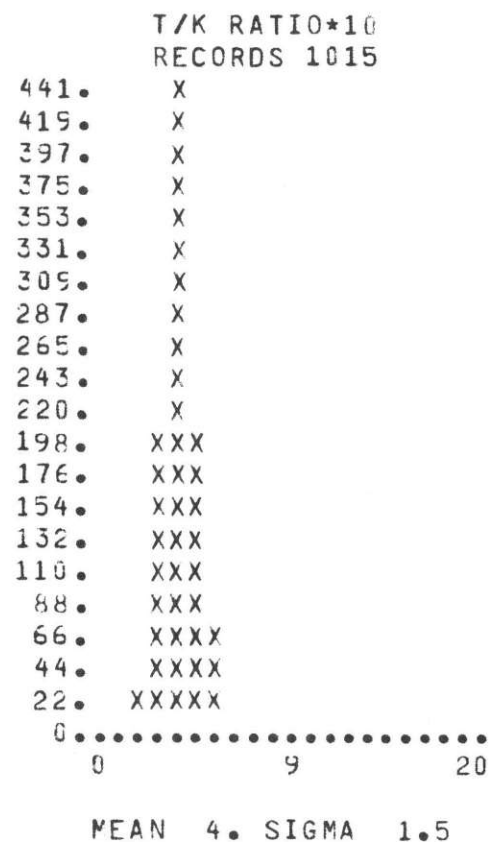 T/K RATIO*10
RECORDS 1015
441. X
419. X
397. X
375. X
353. X
331. X
309. X
287. X
265. X
243. X
220. X
198. XXX
176. XXX
154. XXX
132. XXX
110. XXX
88. XXX
66. XXXX
44. XXXX
22. XXXXX
0.....................
0 9 20
MEAN 4. SIGMA 1.5